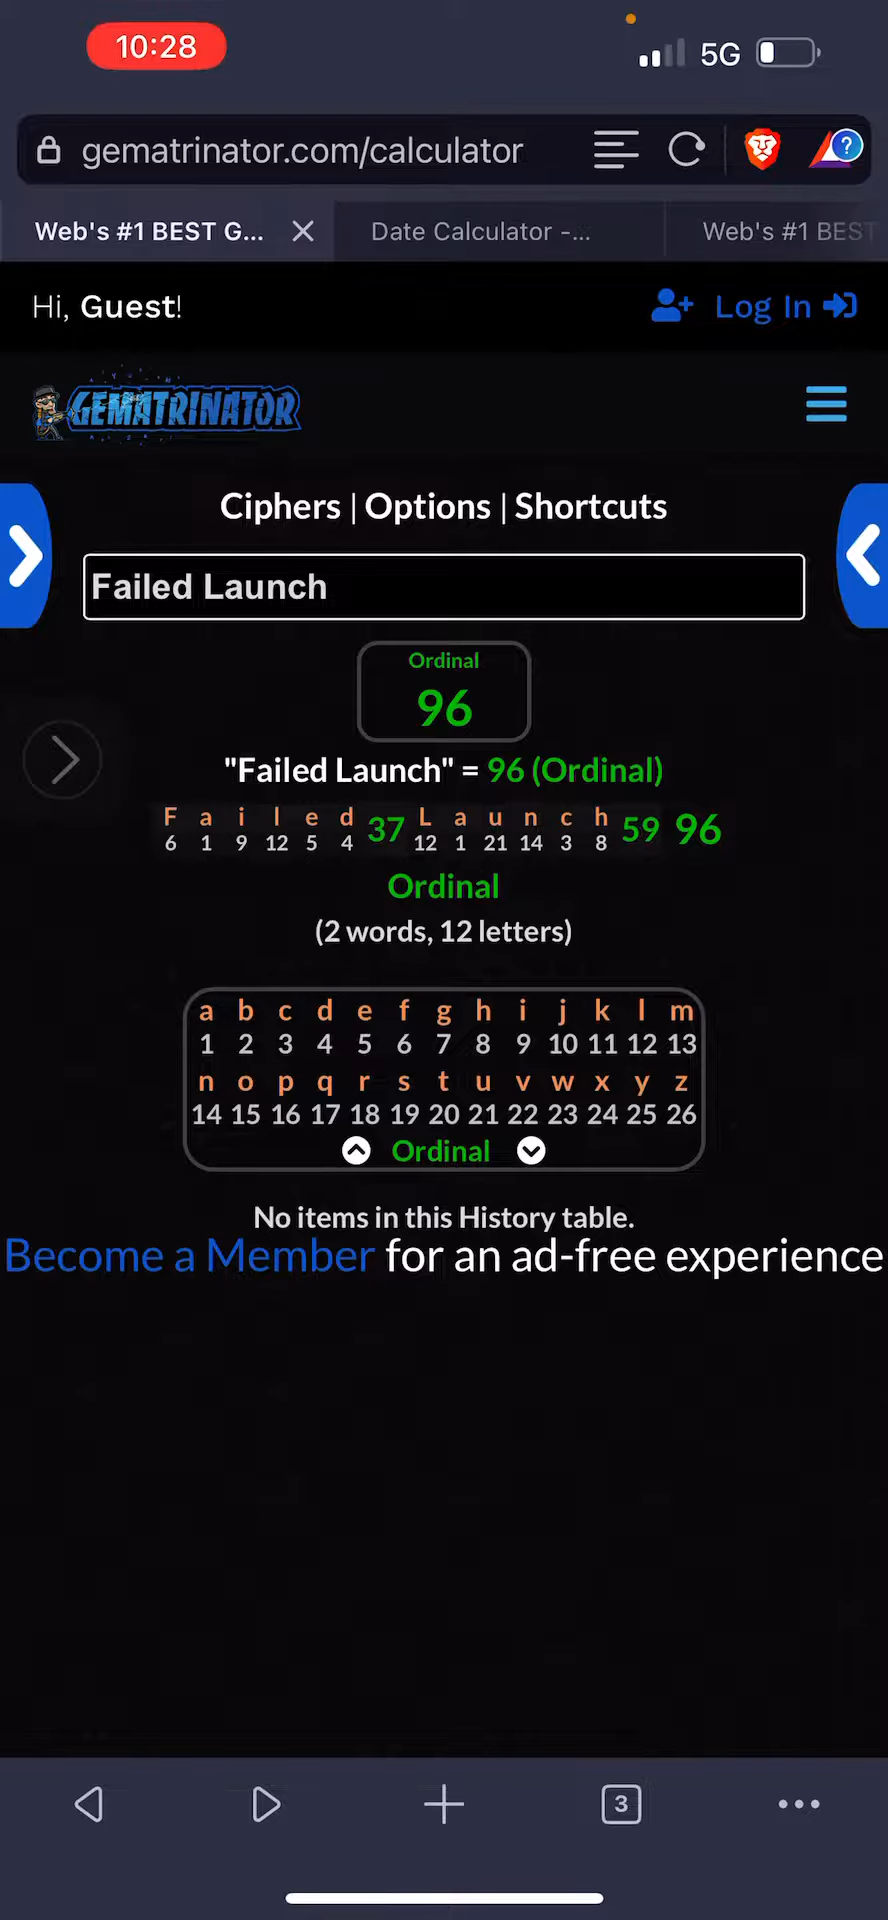 10:28
5G
gematrinator.com/calculator
Web's #1 BEST G... Date Calculator -... Web's #1 BEST
Hi, Guest!
Log In
GEMATRINATOR
Ciphers | Options | Shortcuts
Failed Launch
Ordinal
96
"Failed Launch" = 96 (Ordinal)
F a i l e d 37 L a u n c h 59 96
6 1 9 12 5 4 12 1 21 14 3 8
Ordinal
(2 words, 12 letters)
a b c d e f g h i j k l m
1 2 3 4 5 6 7 8 9 10 11 12 13
n o p q r s t u v w x y z
14 15 16 17 18 19 20 21 22 23 24 25 26
Ordinal
No items in this History table.
Become a Member for an ad-free experience
3